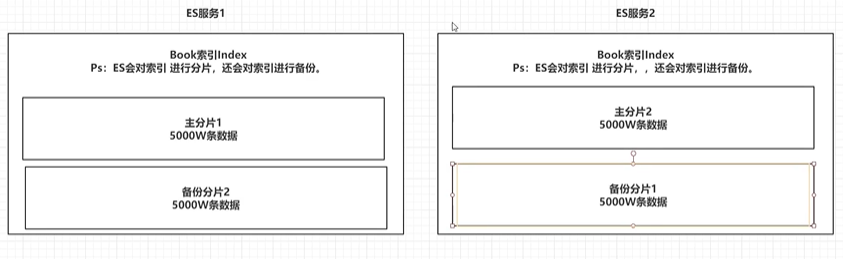 ES服务1
Book索引Index
Ps：ES会对索引 进行分片，还会对索引进行备份。
主分片1
5000W条数据
备份分片2
5000W条数据
ES服务2
Book索引Index
Ps：ES会对索引 进行分片，，还会对索引进行备份。
主分片2
5000W条数据
备份分片1
5000W条数据